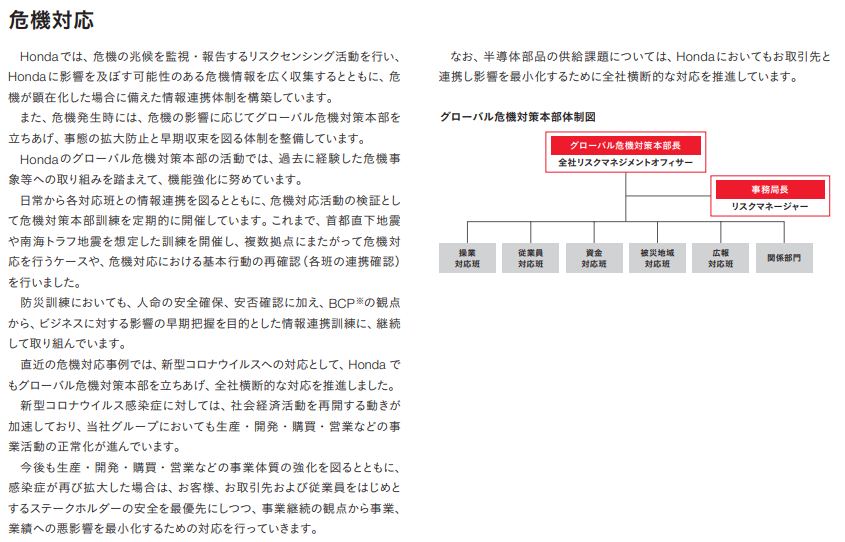 危機対応
Hondaでは、危機の兆候を監視・報告するリスクセンシング活動を行い、
Hondaに影響を及ぼす可能性のある危機情報を広く収集するとともに、危
機が顕在化した場合に備えた情報連携体制を構築しています。
また、危機発生時には、危機の影響に応じてグローバル危機対策本部を
立ちあげ、事態の拡大防止と早期収束を図る体制を整備しています。
Hondaのグローバル危機対策本部の活動では、過去に経験した危機事
象等への取り組みを踏まえて、機能強化に努めています。
日常から各対応班との情報連携を図るとともに、危機対応活動の検証とし
て危機対策本部訓練を定期的に開催しています。これまで、首都直下地震
や南海トラフ地震を想定した訓練を開催し、複数拠点にまたがって危機対
応を行うケースや、危機対応における基本行動の再確認（各班の連携確認）
を行いました。
防災訓練においても、人命の安全確保、安否確認に加え、BCP※の観点
から、ビジネスに対する影響の早期把握を目的とした情報連携訓練に、継続
して取り組んでいます。
直近の危機対応事例では、新型コロナウイルスへの対応として、Honda で
もグローバル危機対策本部を立ちあげ、全社横断的な対応を推進しました。
新型コロナウイルス感染症に対しては、社会経済活動を再開する動きが
加速しており、当社グループにおいても生産・開発・購買・営業などの事
業活動の正常化が進んでいます。
今後も生産・開発・購買・営業などの事業体質の強化を図るとともに、
感染症が再び拡大した場合は、お客様、お取引先および従業員をはじめと
するステークホルダーの安全を最優先にしつつ、事業継続の観点から事業、
業績への悪影響を最小化するための対応を行っていきます。
なお、半導体部品の供給課題については、Hondaにおいてもお取引先と
連携し影響を最小化するために全社横断的な対応を推進しています。
グローバル危機対策本部体制図
グローバル危機対策本部長
全社リスクマネジメントオフィサー
事務局長
リスクマネージャー
操業
対応班
従業員
対応班
資金
対応班
被災地域
対応班
広報
対応班
関係部門